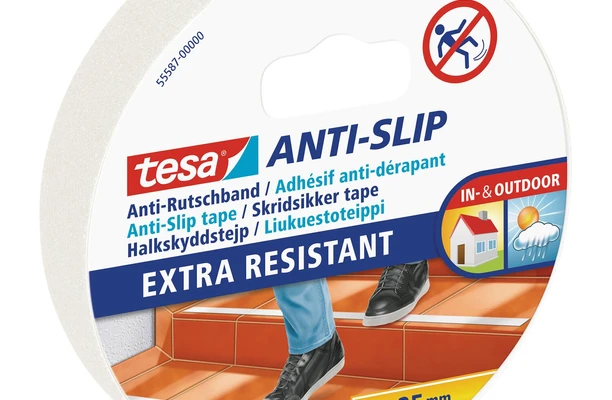 55587-00000
tesa
ANTI-SLIP
Anti-Rutschband / Adhésif anti-dérapant
Anti-Slip tape / Skridsikker tape
Halkskyddstejp / Liukuestoteippi
IN- & OUTDOOR
EXTRA RESISTANT
mm